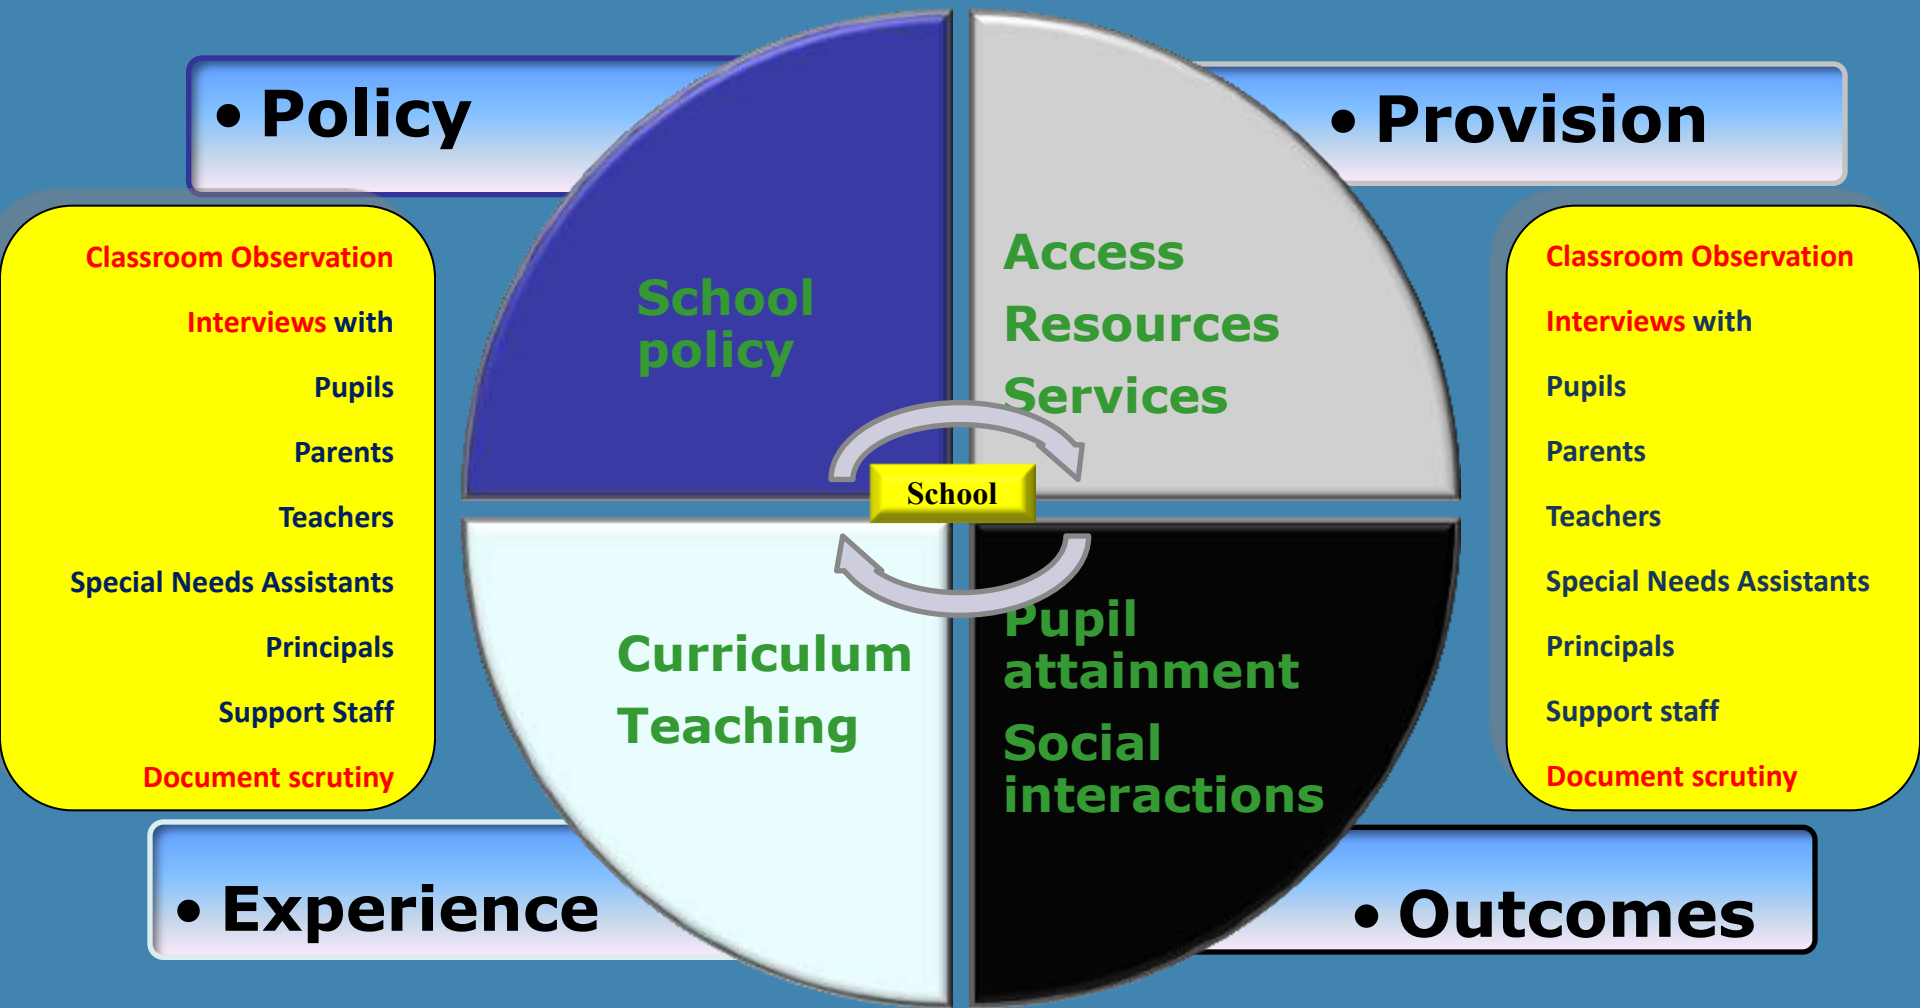 • Policy
• Provision
Classroom Observation
Interviews with
Pupils
Parents
Teachers
Special Needs Assistants
Principals
Support Staff
Document scrutiny
School
policy
Access
Resources
Services
School
Curriculum
Teaching
Pupil
attainment
Social
interactions
Classroom Observation
Interviews with
Pupils
Parents
Teachers
Special Needs Assistants
Principals
Support staff
Document scrutiny
• Experience
• Outcomes